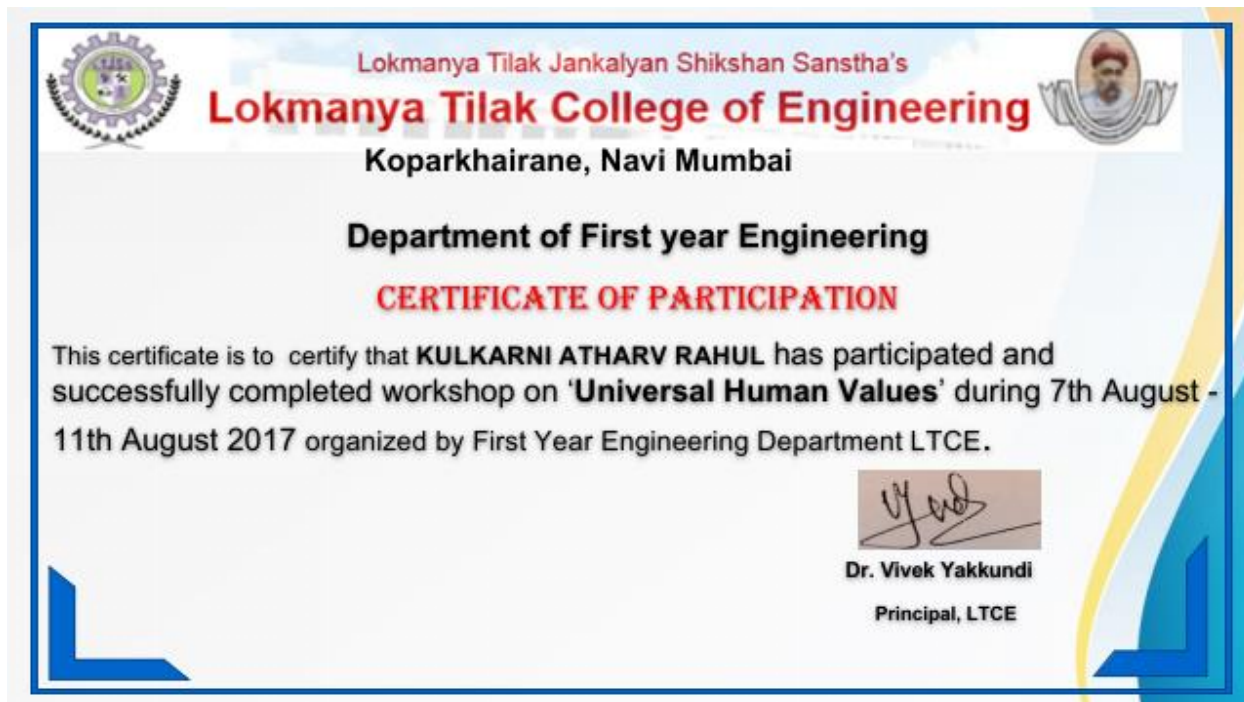 Lokmanya Tilak Jankalyan Shikshan Sanstha's
Lokmanya Tilak College of Engineering
Koparkhairane, Navi Mumbai
Department of First year Engineering
CERTIFICATE OF PARTICIPATION
This certificate is to certify that KULKARNI ATHARV RAHUL has participated and
successfully completed workshop on ‘Universal Human Values’ during 7th August -
11th August 2017 organized by First Year Engineering Department LTCE.
Dr. Vivek Yakkundi
Principal, LTCE